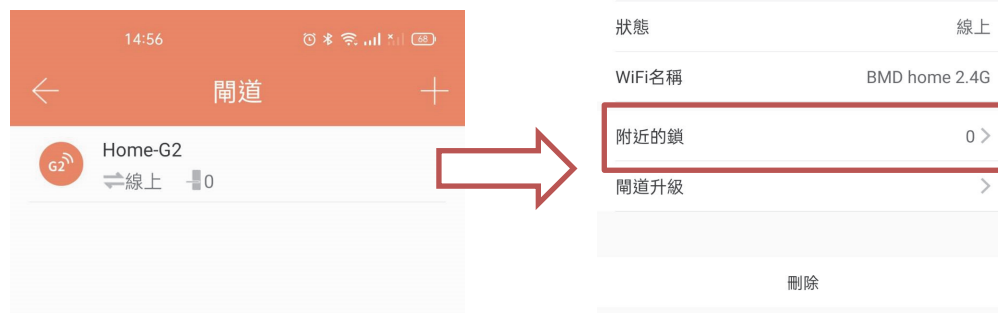 14:56
68
閘道
G2
Home-G2
線上
0
狀態 線上
WiFi名稱 BMD home 2.4G
附近的鎖 0
閘道升級
刪除